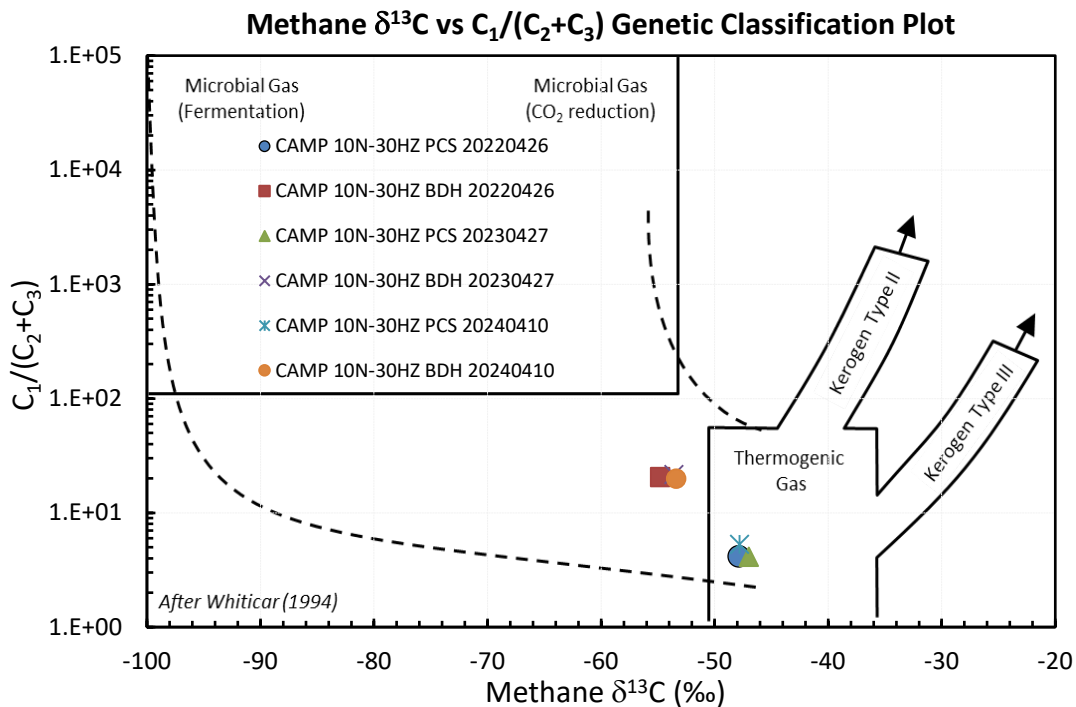 Methane δ¹³C vs C₁/(C₂+C₃) Genetic Classification Plot
1.E+05
1.E+04
1.E+03
1.E+02
1.E+01
1.E+00
C₁/(C₂+C₃)
Microbial Gas
(Fermentation)
Microbial Gas
(CO₂ reduction)
CAMP 10N-30HZ PCS 20220426
CAMP 10N-30HZ BDH 20220426
CAMP 10N-30HZ PCS 20230427
CAMP 10N-30HZ BDH 20230427
CAMP 10N-30HZ PCS 20240410
CAMP 10N-30HZ BDH 20240410
Kerogen Type II
Kerogen Type III
Thermogenic
Gas
After Whiticar (1994)
-100
-90
-80
-70
-60
-50
-40
-30
-20
Methane δ¹³C (‰)